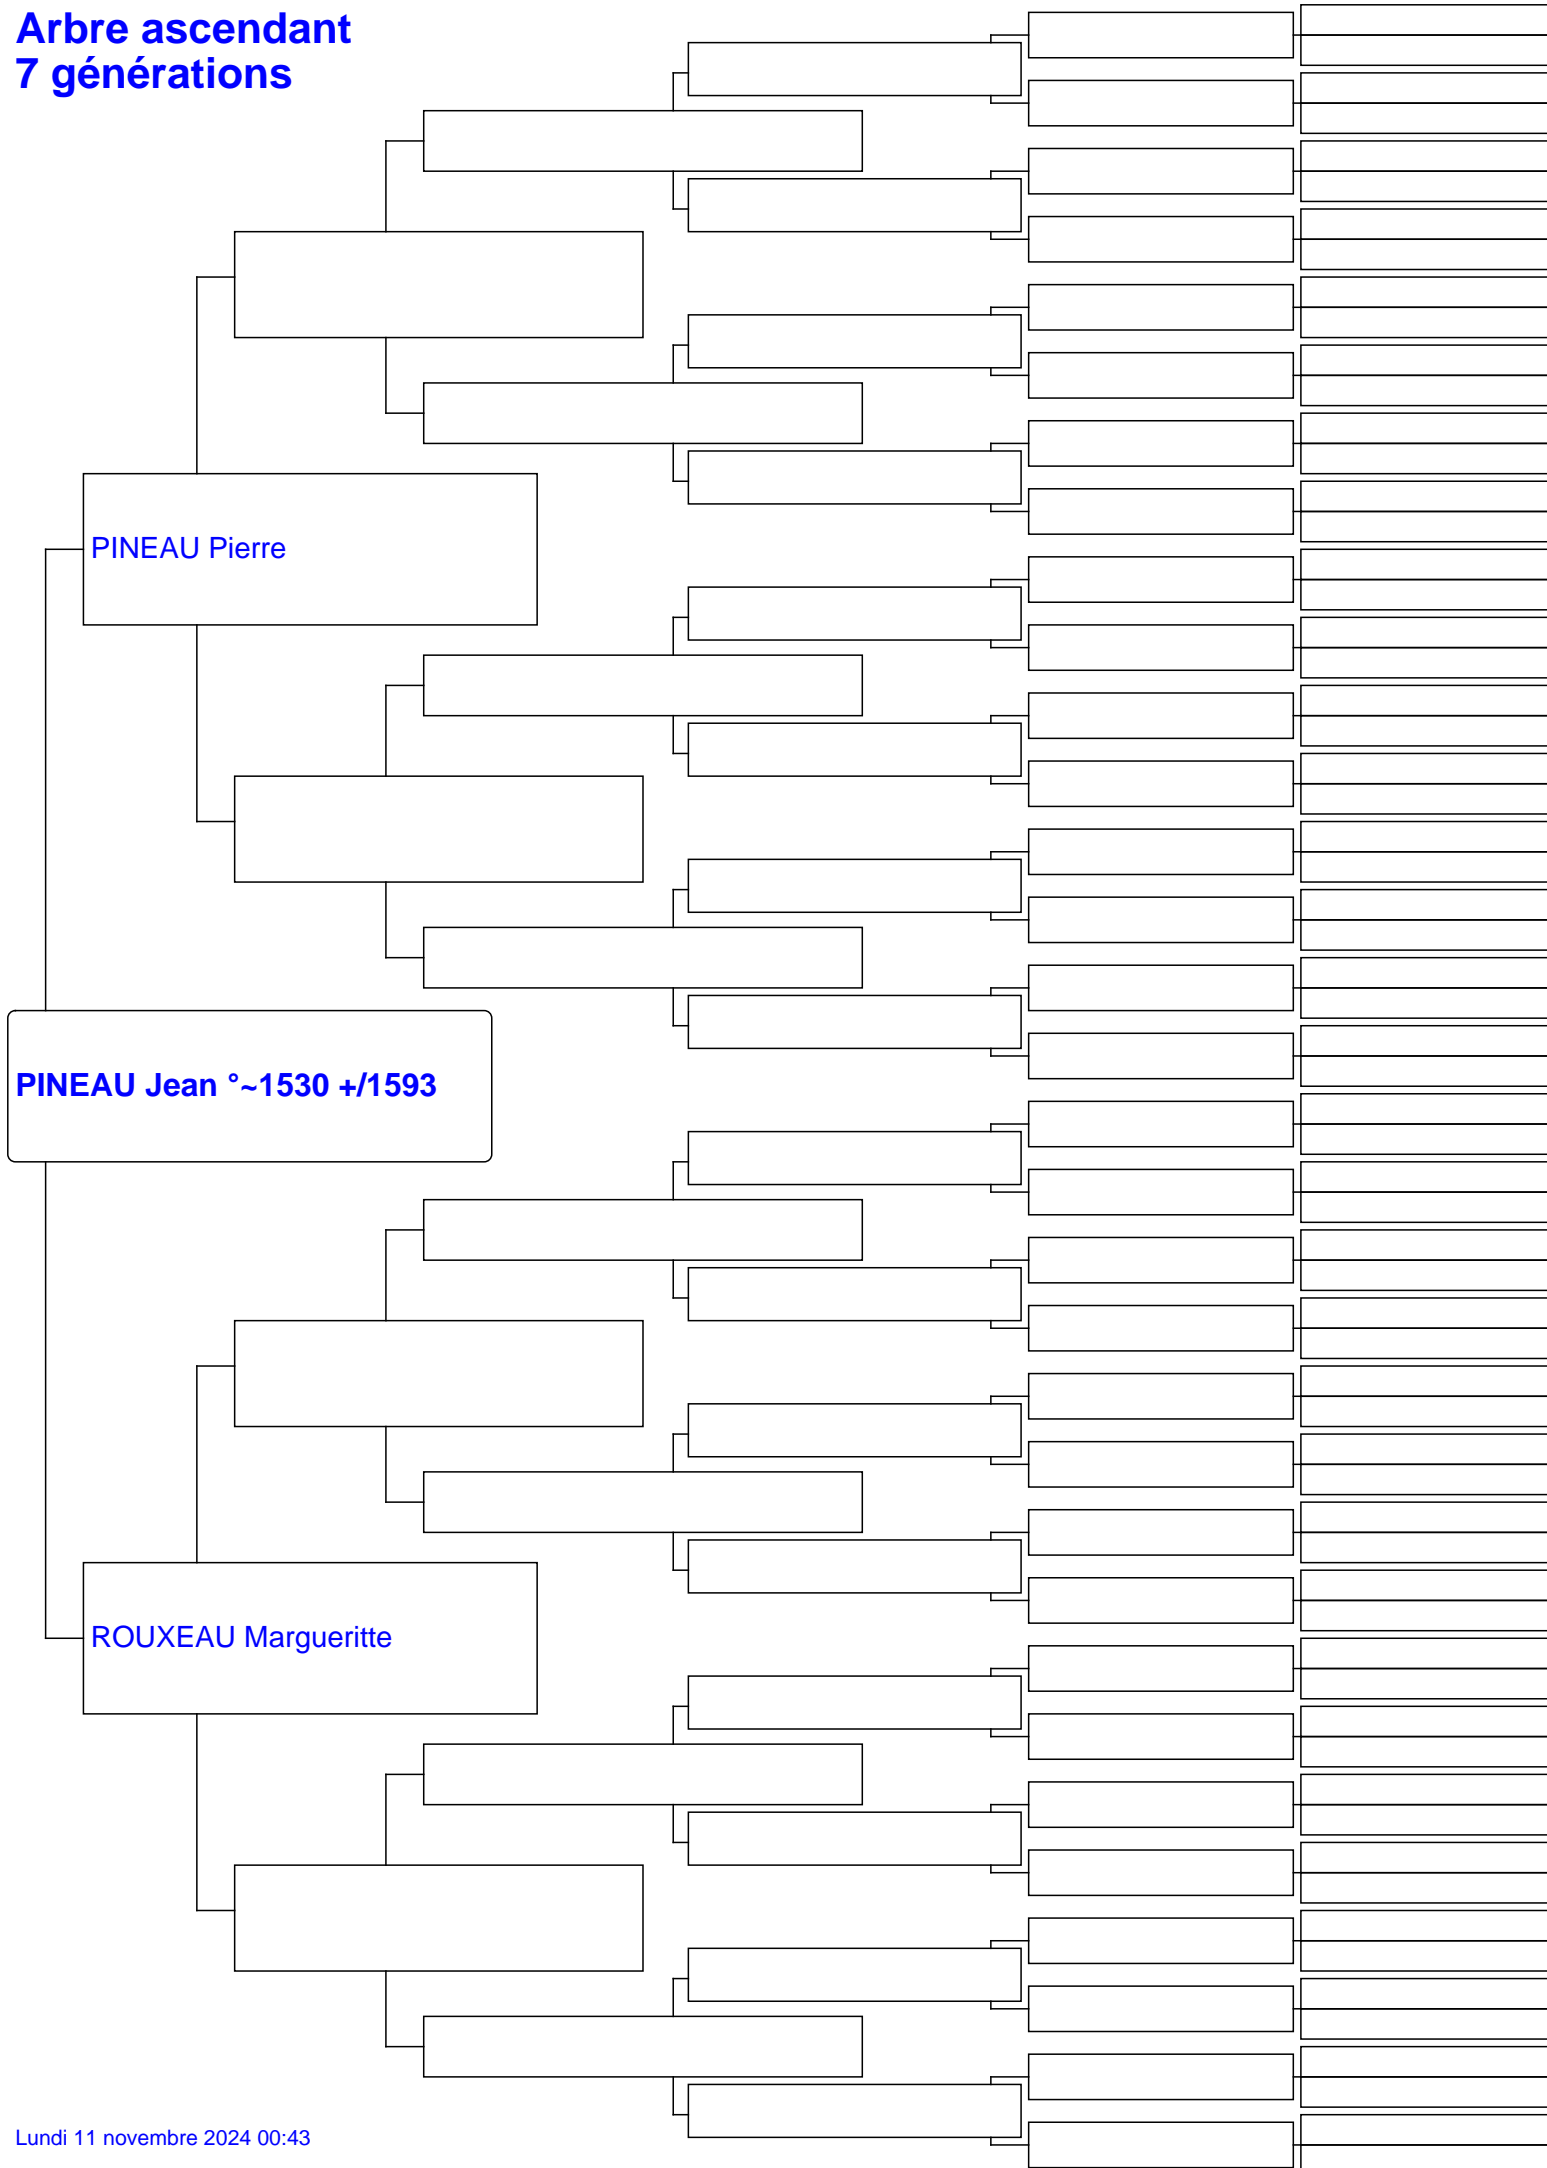 Arbre ascendant
7 générations
PINEAU Pierre
PINEAU Jean °~1530 +/1593
ROUXEAU Margueritte
Lundi 11 novembre 2024 00:43